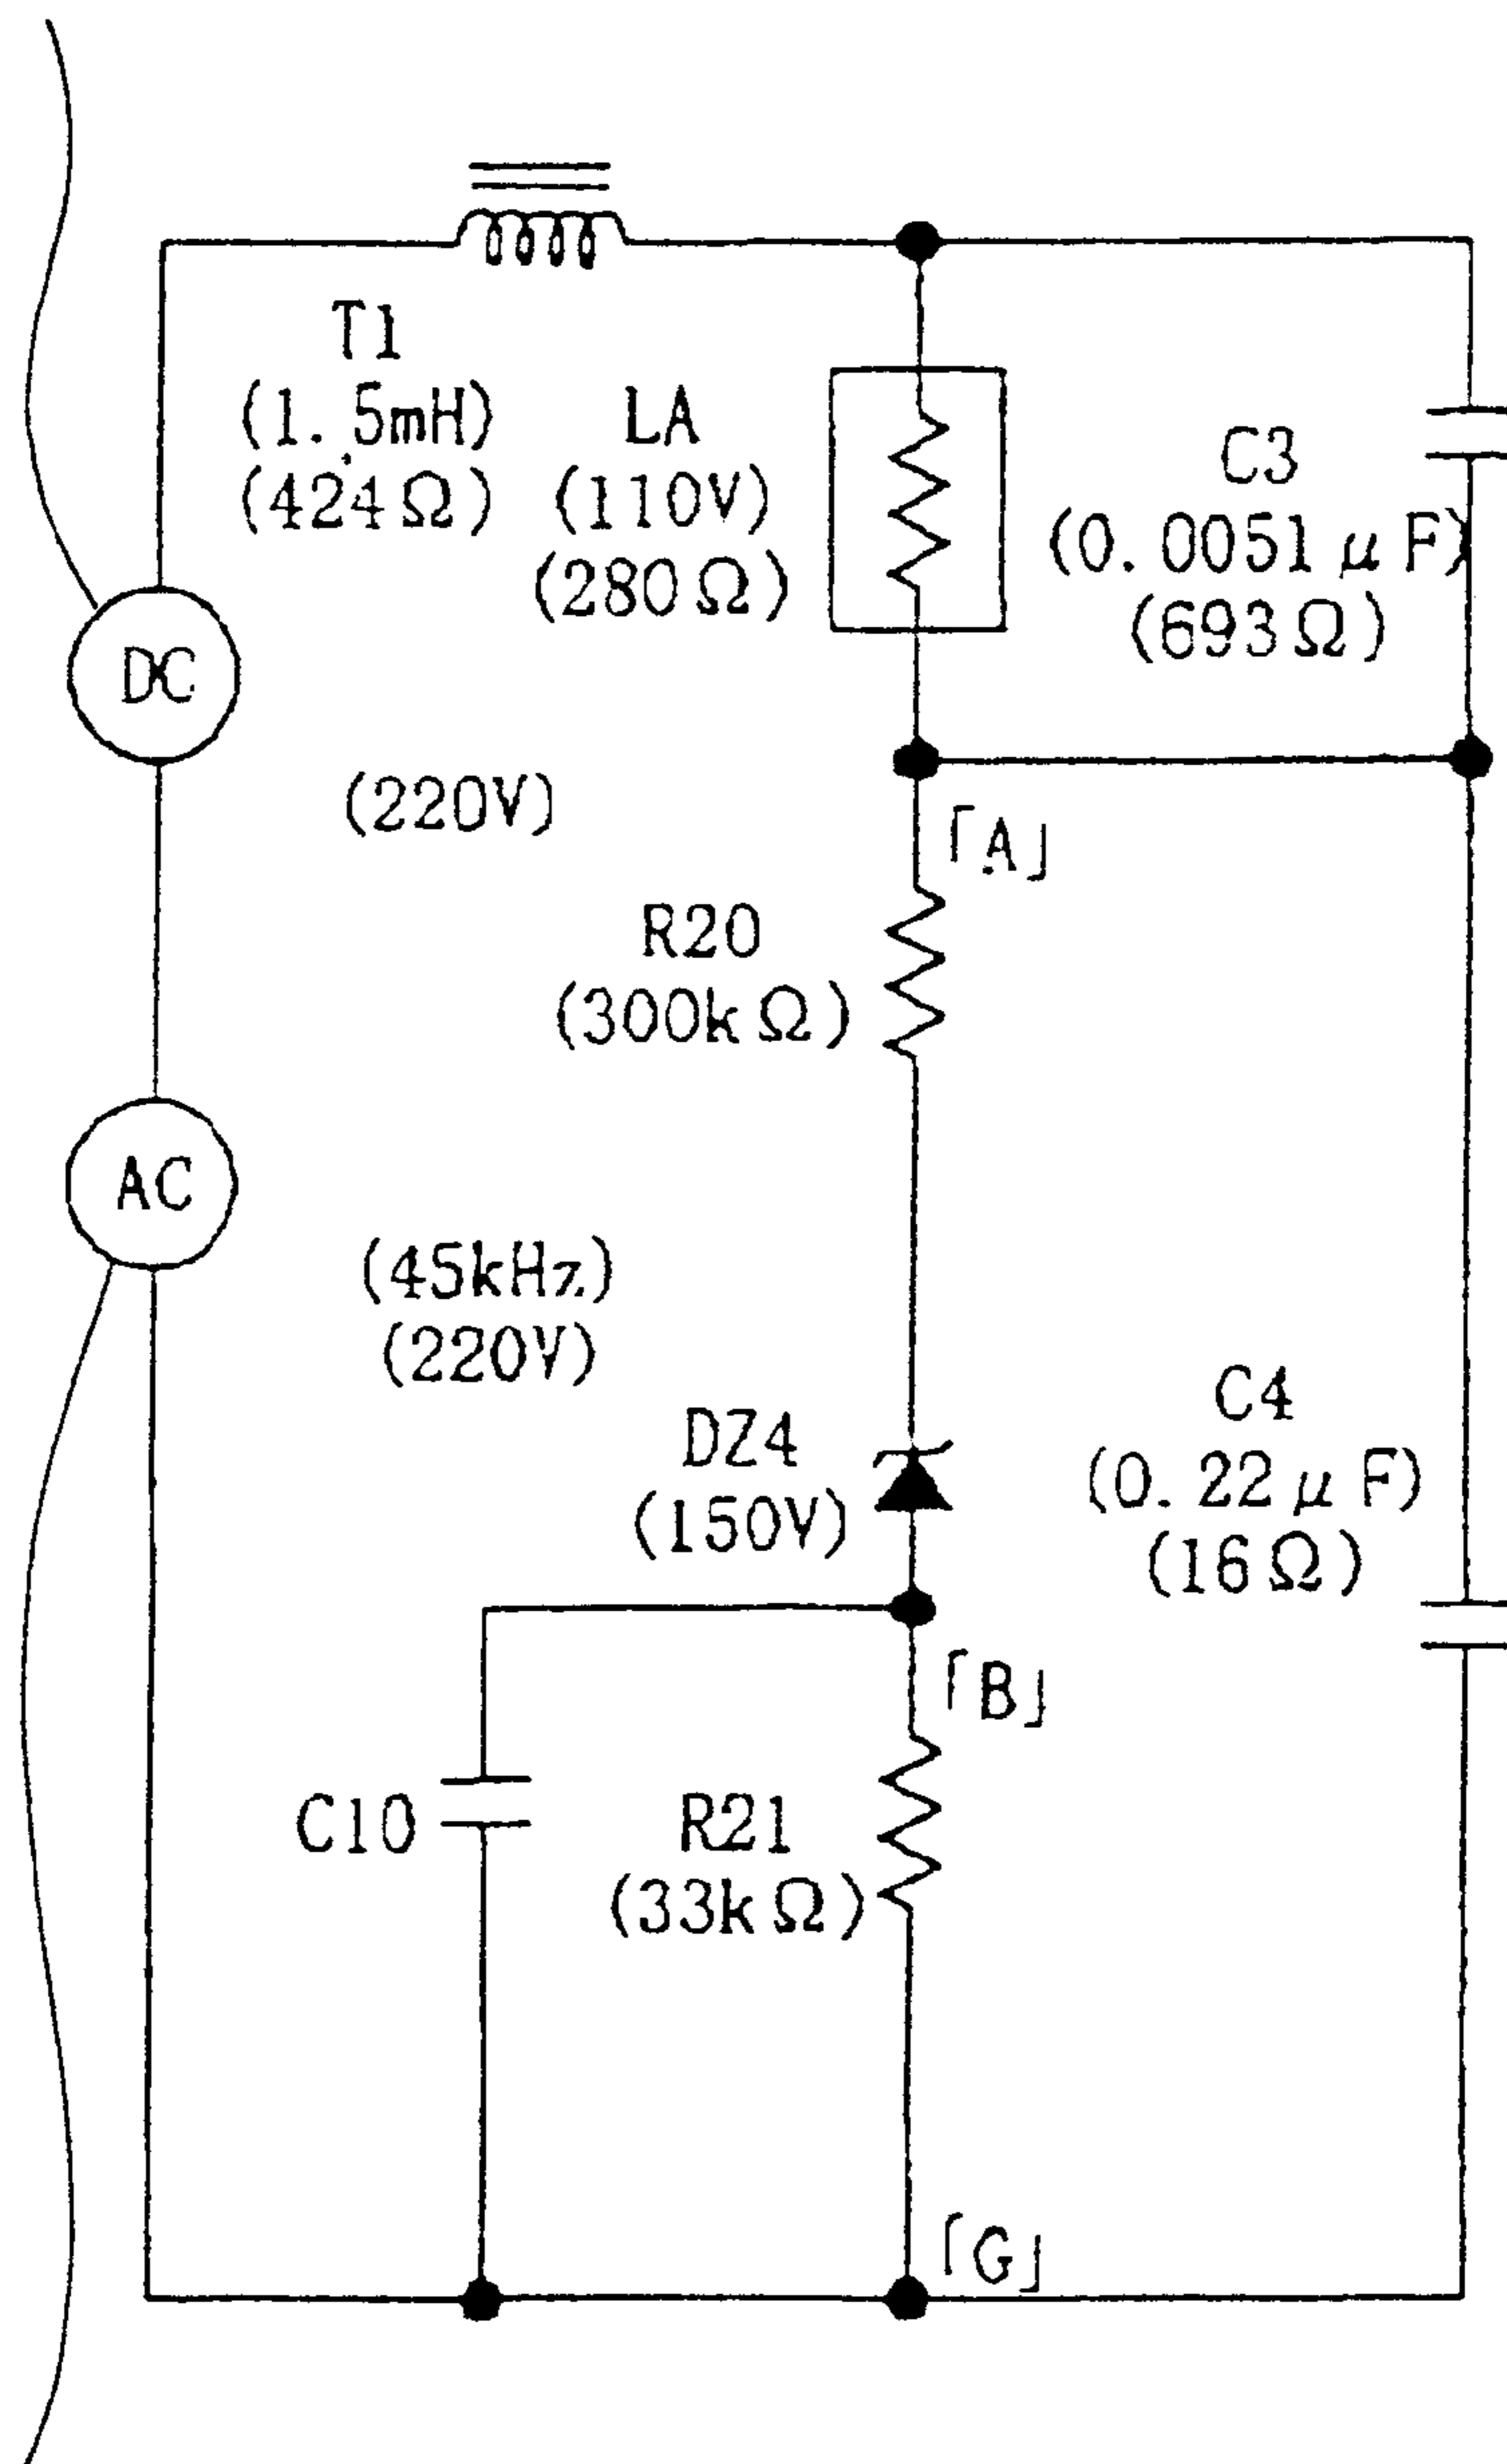 T1
(1.5mH)
(424Ω)
LA
(110V)
(280Ω)
C3
(0.0051μF)
(693Ω)
DC
(220V)
「A」
R20
(300kΩ)
AC
(45kHz)
(220V)
DZ4
(150V)
C4
(0.22μF)
(16Ω)
「B」
C10
R21
(33kΩ)
「G」